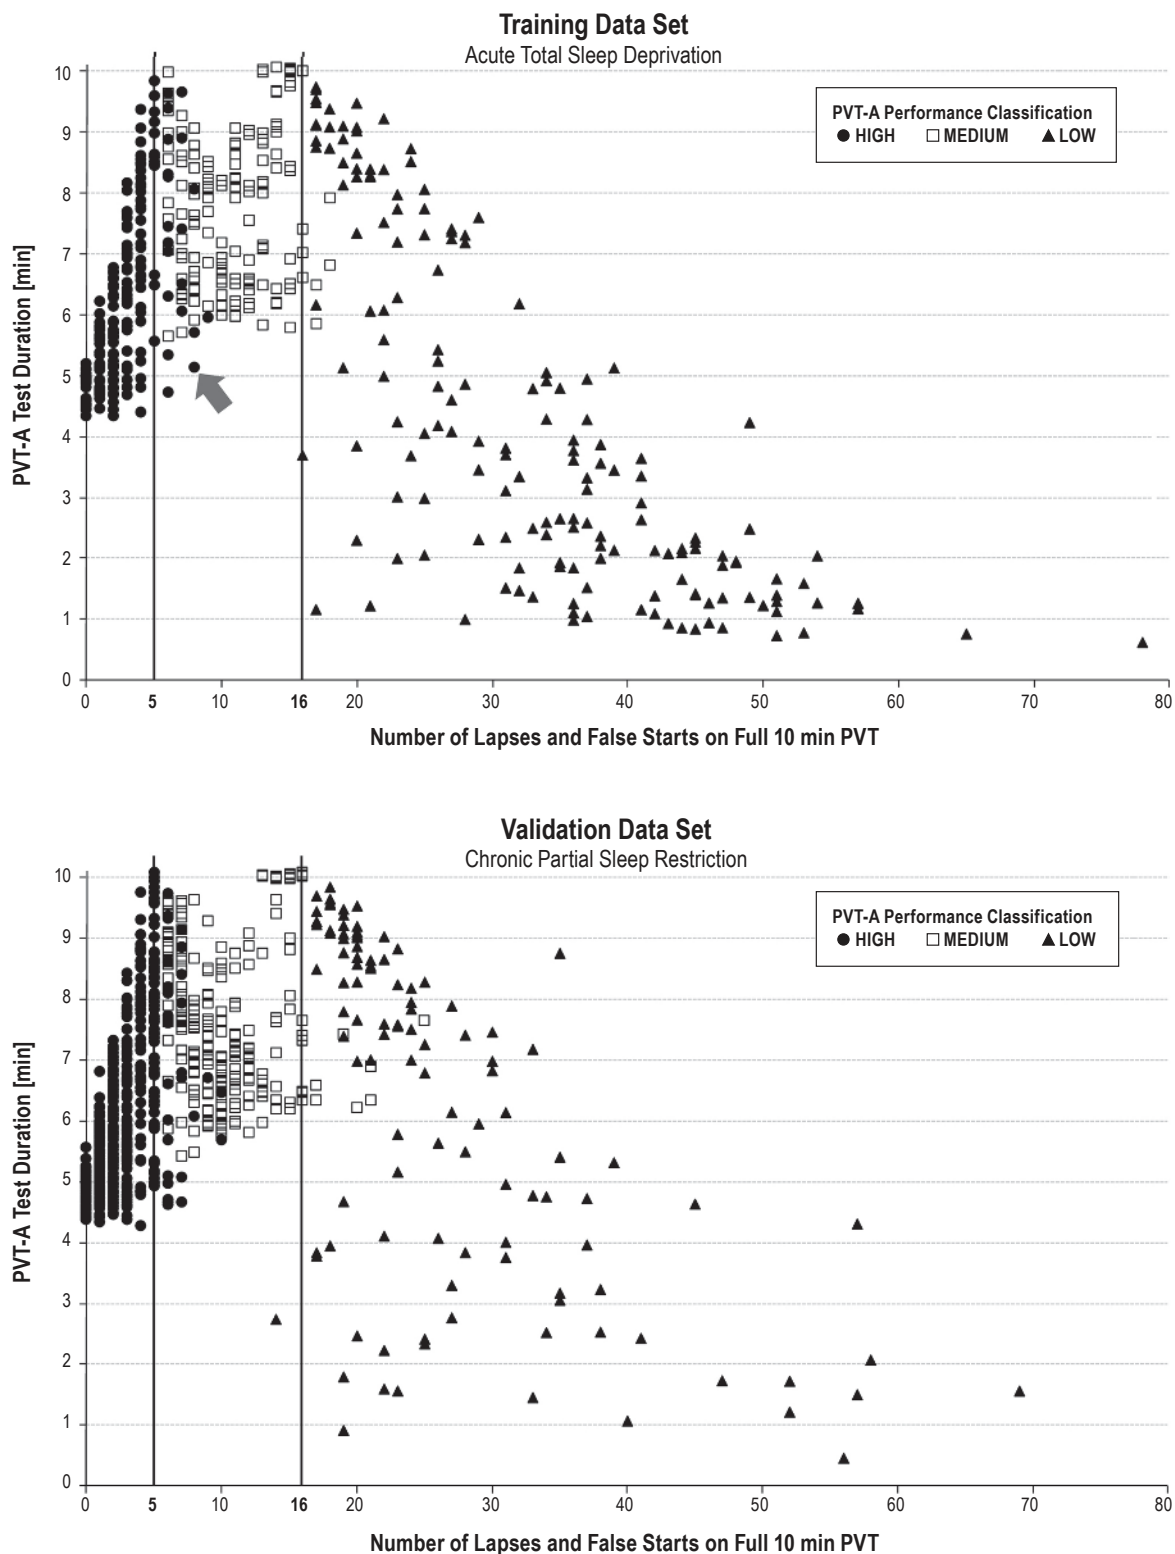 Training Data Set
Acute Total Sleep Deprivation
PVT-A Performance Classification
HIGH MEDIUM LOW
PVT-A Test Duration [min]
10
9
8
7
6
5
4
3
2
1
0
0 5 10 16 20 30 40 50 60 70 80
Number of Lapses and False Starts on Full 10 min PVT
Validation Data Set
Chronic Partial Sleep Restriction
PVT-A Performance Classification
HIGH MEDIUM LOW
PVT-A Test Duration [min]
10
9
8
7
6
5
4
3
2
1
0
0 5 10 16 20 30 40 50 60 70 80
Number of Lapses and False Starts on Full 10 min PVT